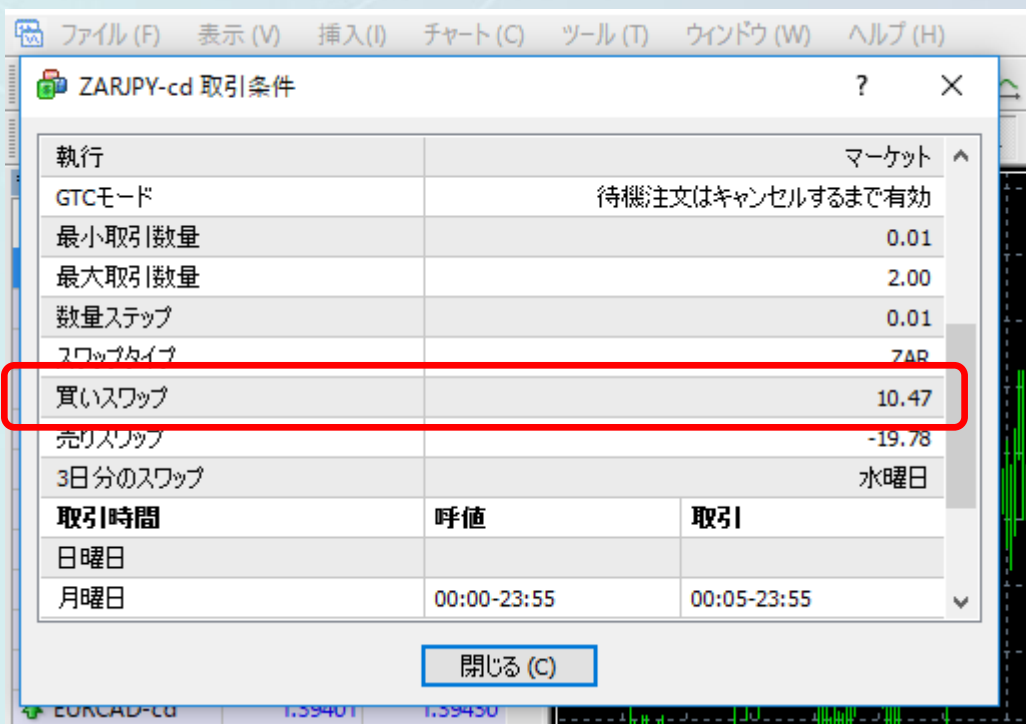 ファイル (F) 表示 (V) 挿入(I) チャート (C) ツール (T) ウィンドウ (W) ヘルプ (H)
ZARJPY-cd 取引条件 ?
執行 マーケット
GTCモード 待機注文はキャンセルするまで有効
最小取引数量 0.01
最大取引数量 2.00
数量ステップ 0.01
スワップタイプ ZAR
買いスワップ 10.47
売りスワップ -19.78
3日分のスワップ 水曜日
取引時間 呼値 取引
日曜日
月曜日 00:00-23:55 00:05-23:55
閉じる (C)
EURCAD-cd 1.39401 1.39430